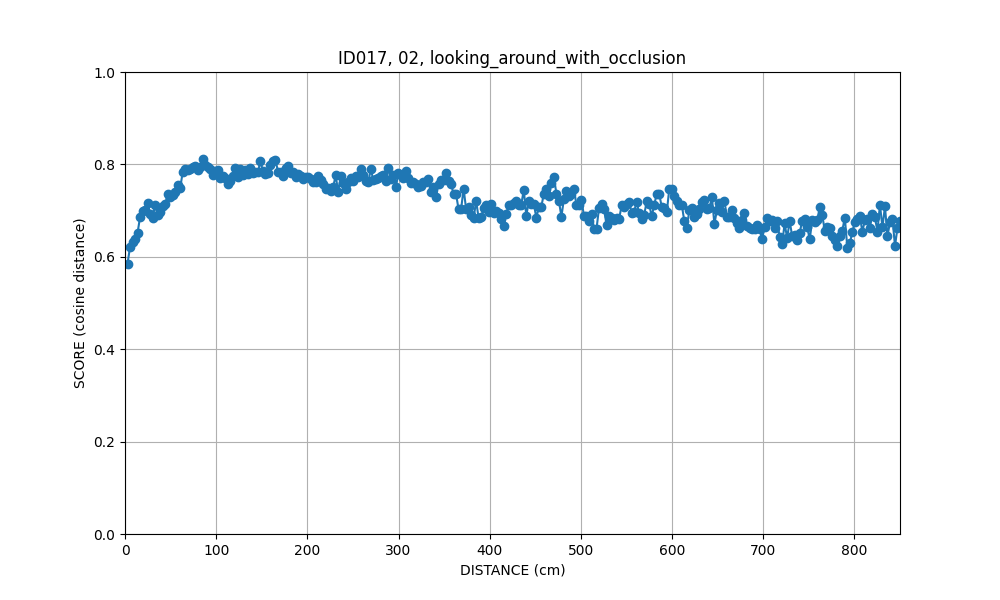 ID017, 02, looking_around_with_occlusion
1.0
0.8
0.6
0.4
0.2
0.0
SCORE (cosine distance)
0 100 200 300 400 500 600 700 800
DISTANCE (cm)